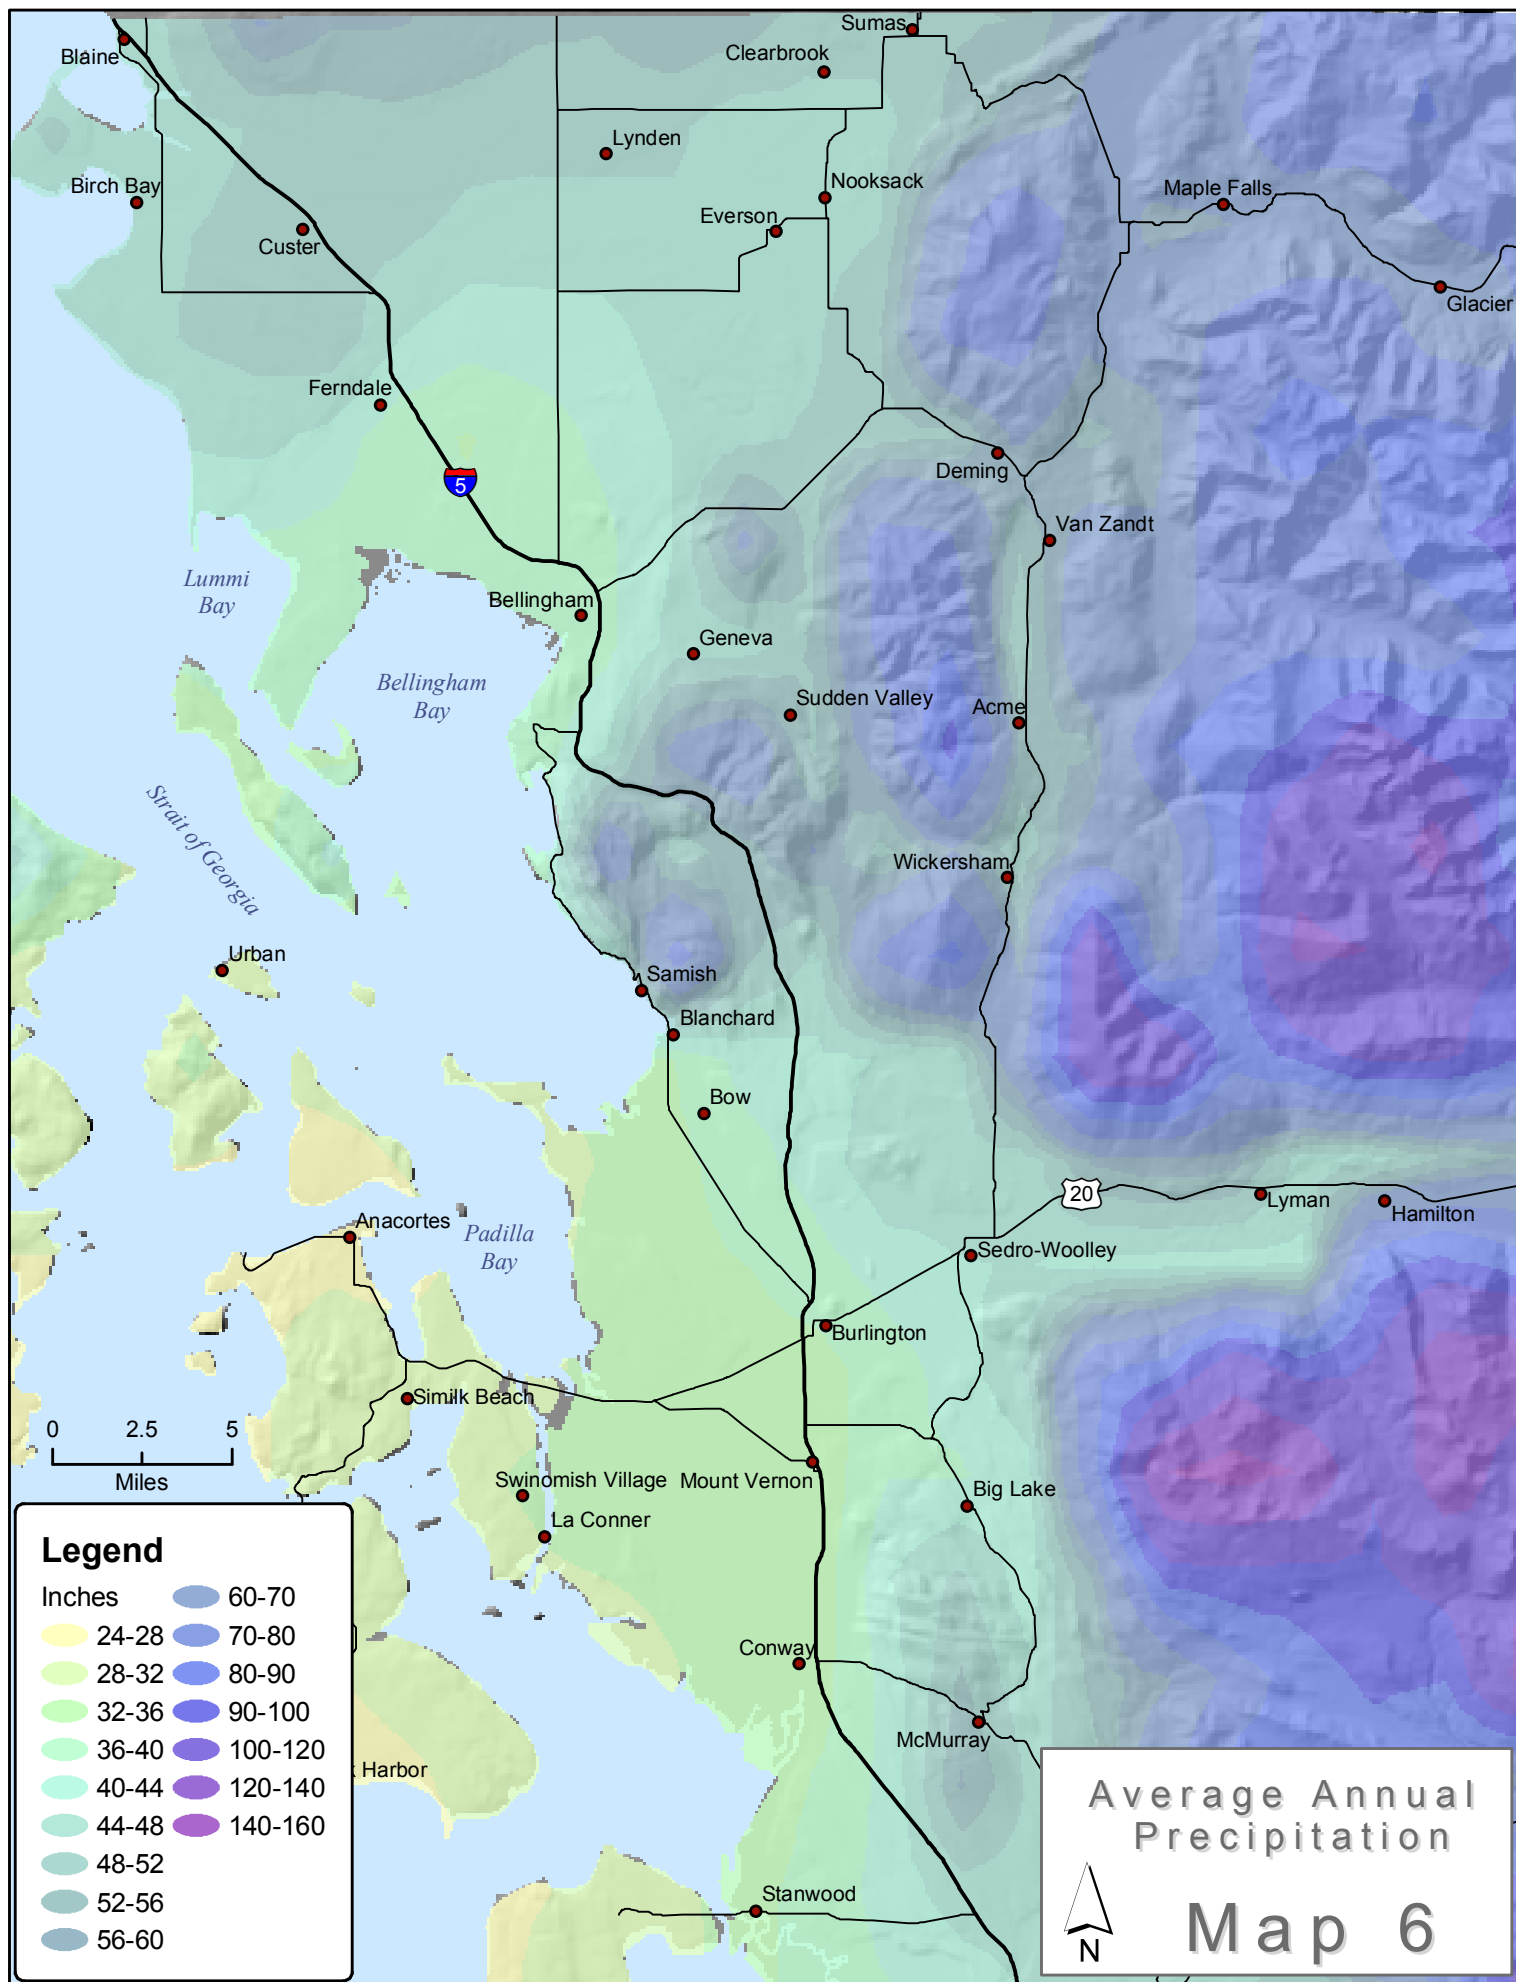 Sumas
Blaine
Clearbrook
Lynden
Birch Bay
Nooksack
Maple Falls
Everson
Custer
Glacier
Ferndale
Deming
5
Van Zandt
Lummi
Bay
Bellingham
Geneva
Bellingham
Bay
Sudden Valley
Acme
Strait of Georgia
Wickersham
Urban
Samish
Blanchard
Bow
20
Lyman
Hamilton
Anacortes
Padilla
Bay
Sedro-Woolley
Burlington
Similk Beach
0 2.5 5
Miles
Swinomish Village
Mount Vernon
Big Lake
La Conner
Conway
McMurray
k Harbor
Stanwood
Legend
Inches
24-28
28-32
32-36
36-40
40-44
44-48
48-52
52-56
56-60
60-70
70-80
80-90
90-100
100-120
120-140
140-160
Average Annual
Precipitation
N
Map 6